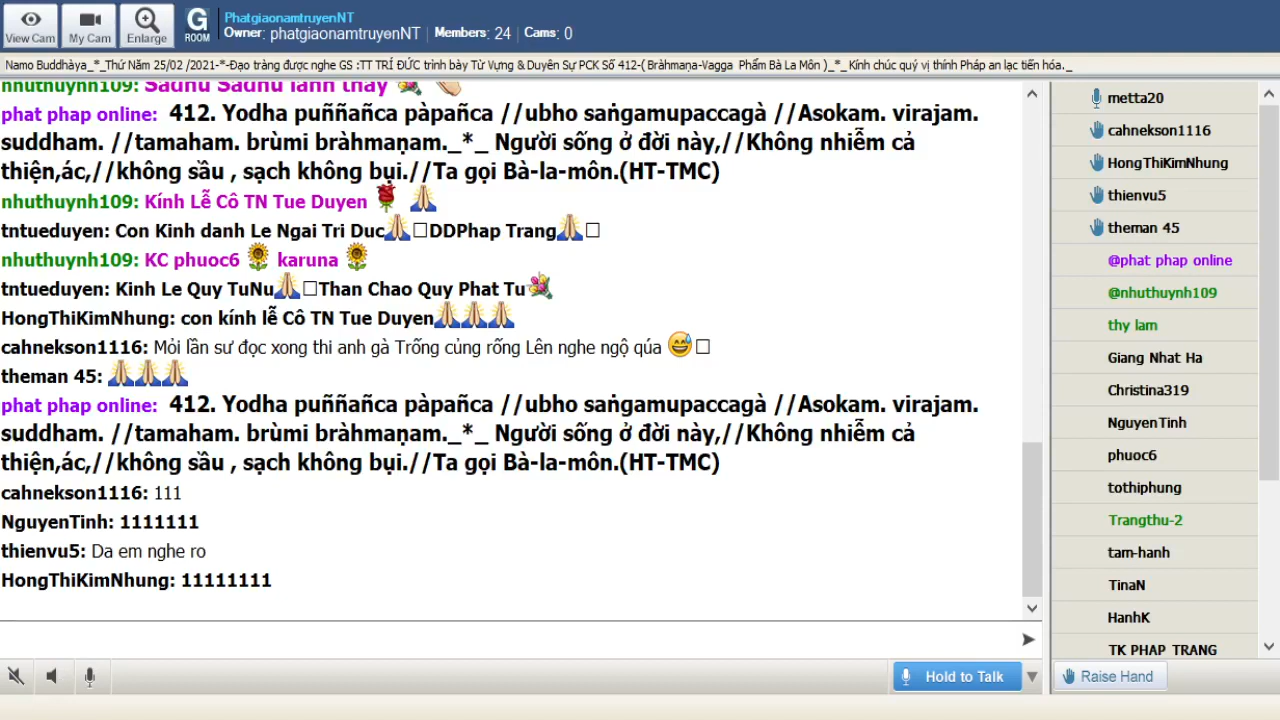 View Cam
My Cam
Enlarge
G
ROOM
PhatgiaonamtruyenNT
Owner: phatgiaonamtruyenNT | Members: 24 | Cams: 0
Namo Buddhàya_*_Thứ Năm 25/02 /2021-*-Đạo tràng được nghe GS :TT TRÍ ĐỨC trình bày Từ Vựng & Duyên Sự PCK Số 412-( Bràhmaṇa-Vagga Phẩm Bà La Môn )_*_Kính chúc quý vị thính Pháp an lạc tiến hóa._
nhuthuynh109: Sadhu Sadhu lành thay
phat phap online: 412. Yodha puññañca pàpañca //ubho saṅgamupaccagà //Asokam. virajam.
suddham. //tamaham. brùmi bràhmaṇam._*_ Người sống ở đời này,//Không nhiễm cả
thiện,ác,//không sầu , sạch không bụi.//Ta gọi Bà-la-môn.(HT-TMC)
nhuthuynh109: Kính Lễ Cô TN Tue Duyen
tntueduyen: Con Kinh danh Le Ngai Tri Duc DDPhap Trang
nhuthuynh109: KC phuoc6 karuna
tntueduyen: Kinh Le Quy TuNu Than Chao Quy Phat Tu
HongThiKimNhung: con kính lễ Cô TN Tue Duyen
cahnekson1116: Mỏi lần sư đọc xong thi anh gà Trống củng rống Lên nghe ngộ qúa
theman 45:
phat phap online: 412. Yodha puññañca pàpañca //ubho saṅgamupaccagà //Asokam. virajam.
suddham. //tamaham. brùmi bràhmaṇam._*_ Người sống ở đời này,//Không nhiễm cả
thiện,ác,//không sầu , sạch không bụi.//Ta gọi Bà-la-môn.(HT-TMC)
cahnekson1116: 111
NguyenTinh: 1111111
thienvu5: Da em nghe ro
HongThiKimNhung: 11111111
Hold to Talk
metta20
cahnekson1116
HongThiKimNhung
thienvu5
theman 45
@phat phap online
@nhuthuynh109
thy lam
Giang Nhat Ha
Christina319
NguyenTinh
phuoc6
tothiphung
Trangthu-2
tam-hanh
TinaN
HanhK
TK PHAP TRANG
Raise Hand